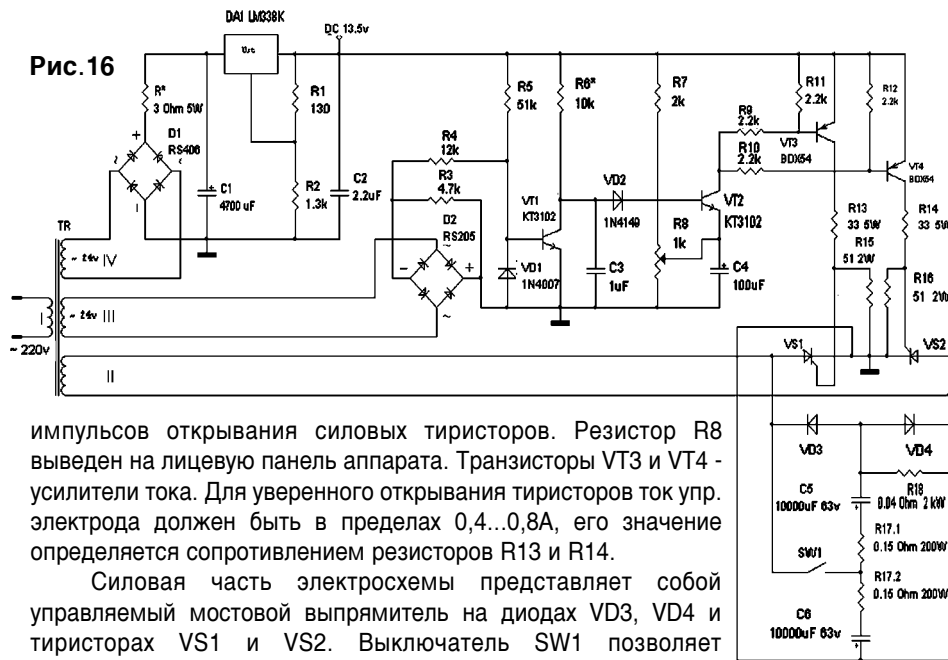 DA1 LM338K
DC 13.5v
Рис.16
Uст
R*
3 Ohm 5W
D1
RS406
+
~
~
R1
130
R2
1.3k
C1
4700 uF
C2
2.2uF
R4
12k
R3
4.7k
D2
RS205
-
+
~
~
R5
51k
R6*
10k
R7
2k
R9
2.2k
R10
2.2k
R11
2.2k
R12
2.2k
VT3
BDX54
VT4
BDX54
VT1
KT3102
VD2
1N4149
VT2
KT3102
VD1
1N4007
C3
1uF
R8
1k
C4
100uF
R13
33 5W
R14
33 5W
R15
51 2W
R16
51 2W
TR
~ 24v IV
~ 24v III
I
~ 220v
II
VS1
VS2
VD3
VD4
C5
10000uF 63v
R18
0.04 Ohm 2 kW
R17.1
0.15 Ohm 200W
SW1
R17.2
0.15 Ohm 200W
C6
10000uF 63v
импульсов открывания силовых тиристоров. Резистор R8
выведен на лицевую панель аппарата. Транзисторы VT3 и VT4 -
усилители тока. Для уверенного открывания тиристоров ток упр.
электрода должен быть в пределах 0,4...0,8А, его значение
определяется сопротивлением резисторов R13 и R14.
Силовая часть электросхемы представляет собой
управляемый мостовой выпрямитель на диодах VD3, VD4 и
тиристорах VS1 и VS2. Выключатель SW1 позволяет